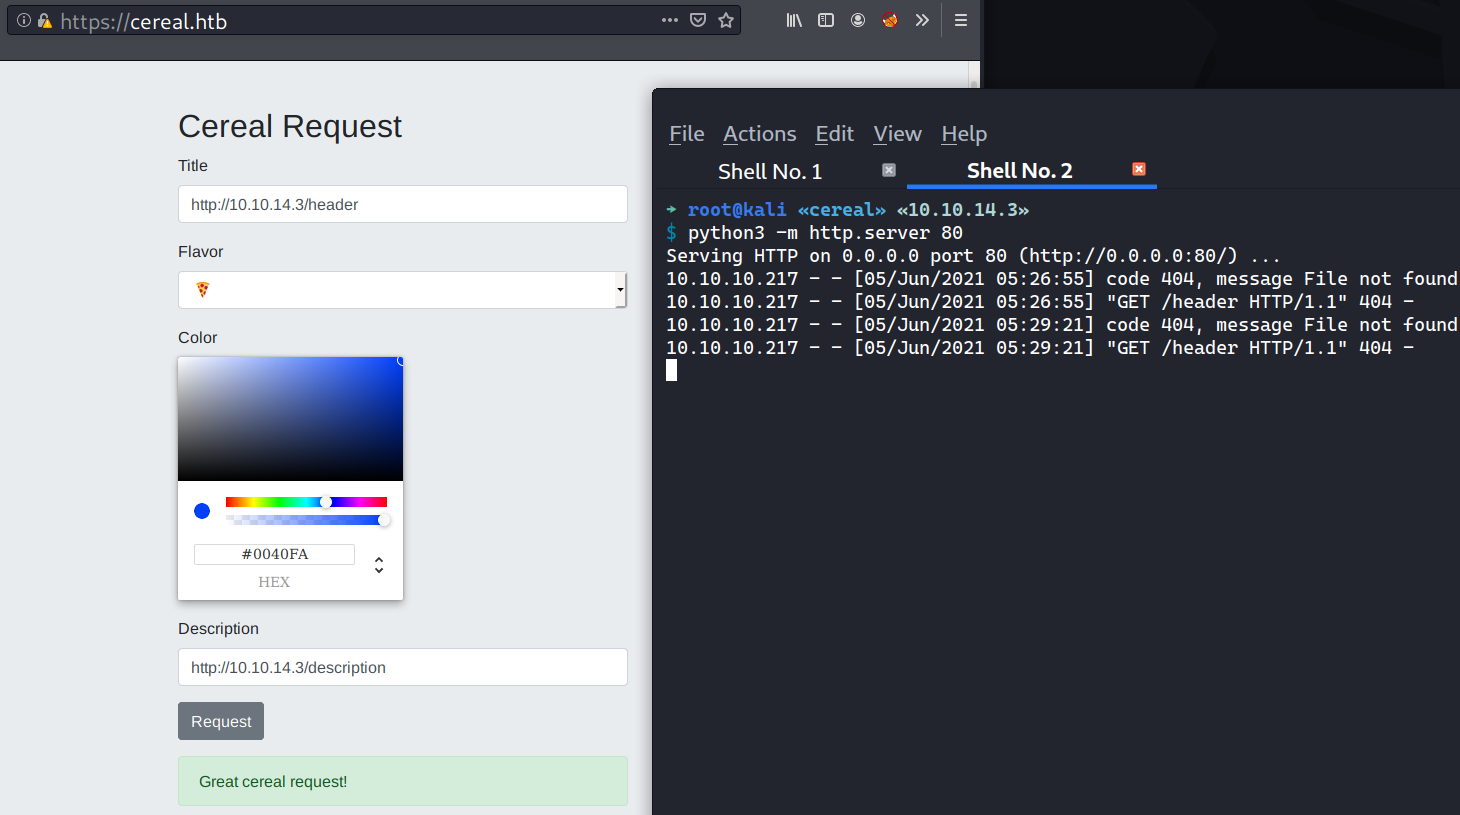 https://cereal.htb
Cereal Request
Title
http://10.10.14.3/header
Flavor
Color
#0040FA
HEX
Description
http://10.10.14.3/description
Request
Great cereal request!
File Actions Edit View Help
Shell No. 1 Shell No. 2
➜ root@kali «cereal» «10.10.14.3»
$ python3 -m http.server 80
Serving HTTP on 0.0.0.0 port 80 (http://0.0.0.0:80/) ...
10.10.10.217 - - [05/Jun/2021 05:26:55] code 404, message File not found
10.10.10.217 - - [05/Jun/2021 05:26:55] "GET /header HTTP/1.1" 404 -
10.10.10.217 - - [05/Jun/2021 05:29:21] code 404, message File not found
10.10.10.217 - - [05/Jun/2021 05:29:21] "GET /header HTTP/1.1" 404 -